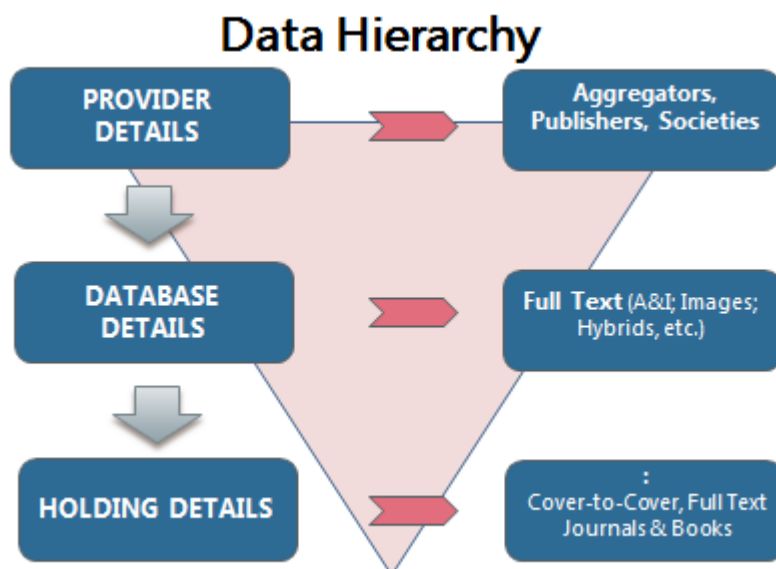 Data Hierarchy
PROVIDER
DETAILS
Aggregators,
Publishers, Societies
DATABASE
DETAILS
Full Text (A&I; Images;
Hybrids, etc.)
HOLDING DETAILS
:
Cover-to-Cover, Full Text
Journals & Books